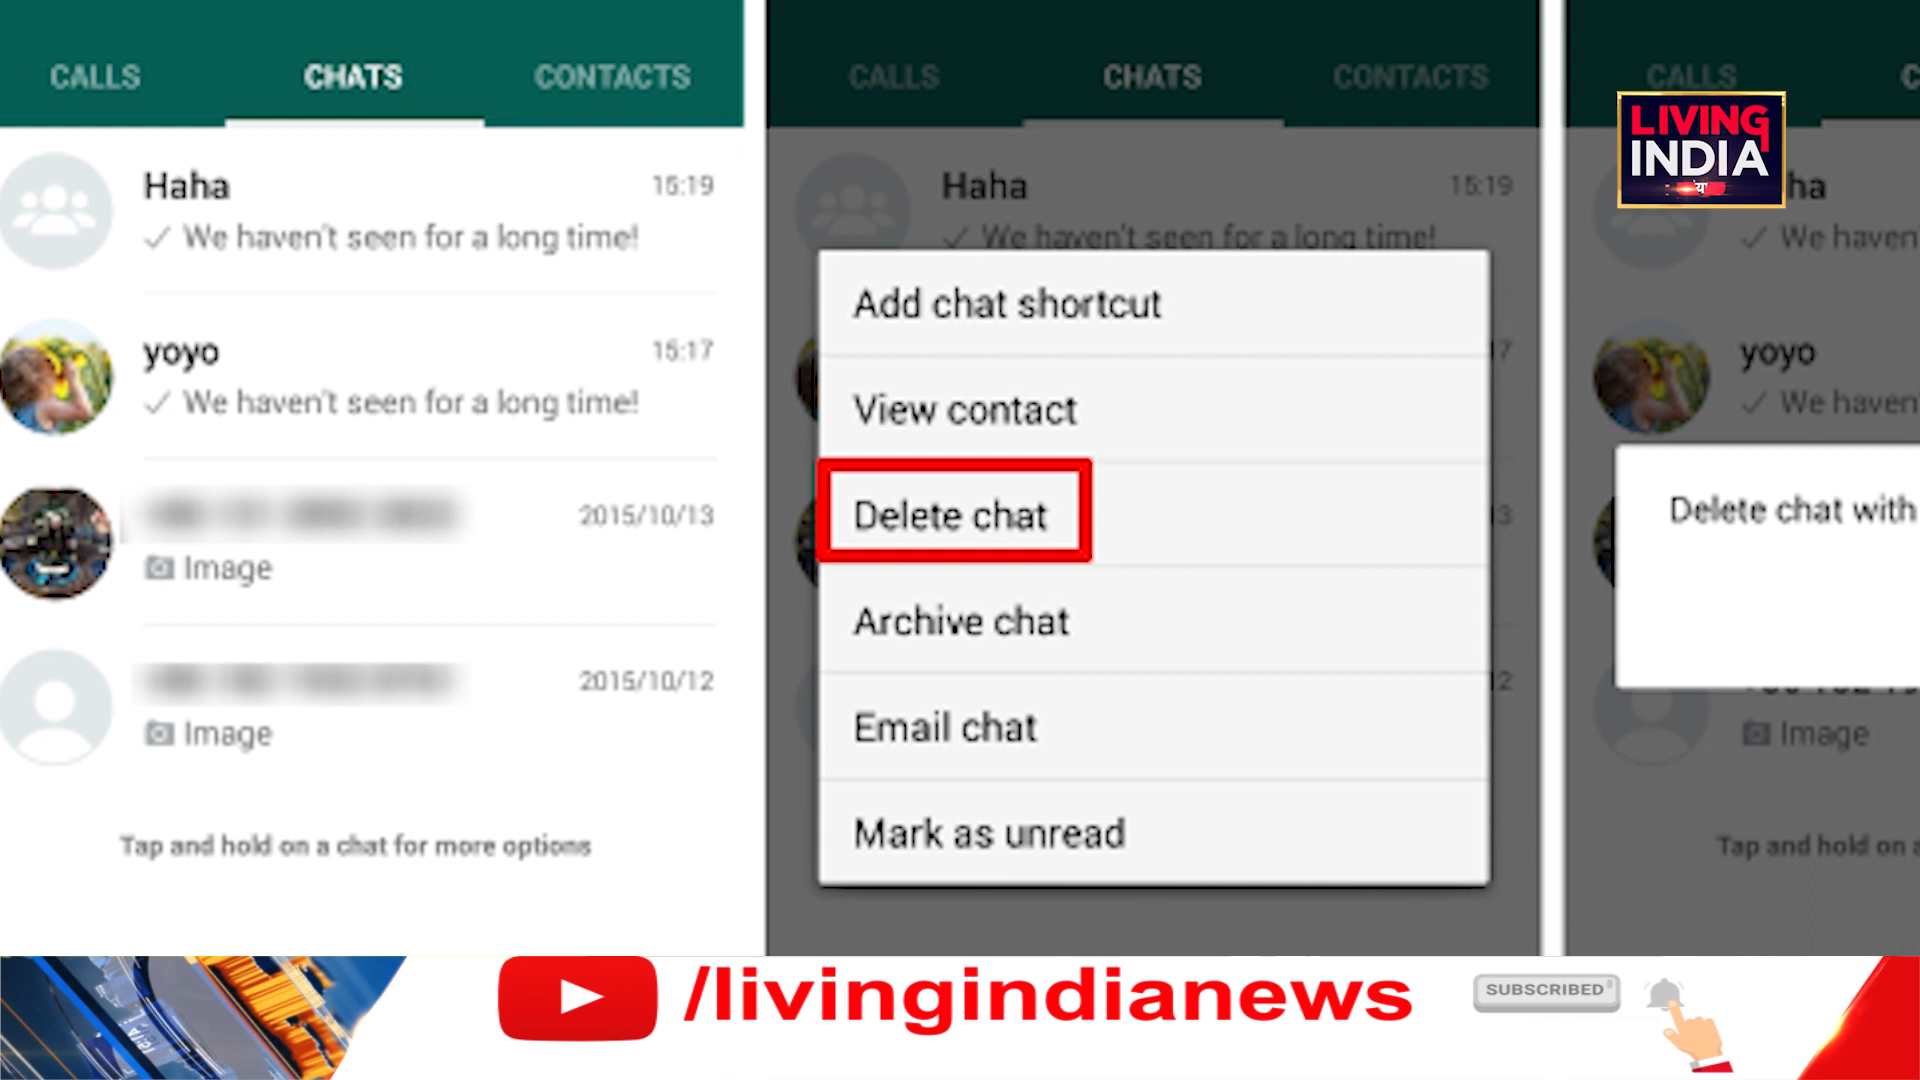 CALLS CHATS CONTACTS
Haha 15:19
We haven't seen for a long time!
yoyo 15:17
We haven't seen for a long time!
2015/10/13
Image
2015/10/12
Image
Tap and hold on a chat for more options
CALLS CHATS CONTACTS
Haha 15:19
We haven't seen for a long time!
Add chat shortcut
View contact
Delete chat
Archive chat
Email chat
Mark as unread
CALLS
LIVING
INDIA
We haven
yoyo
We haven
Delete chat with
Image
Tap and hold on a
/livingindianews
SUBSCRIBED